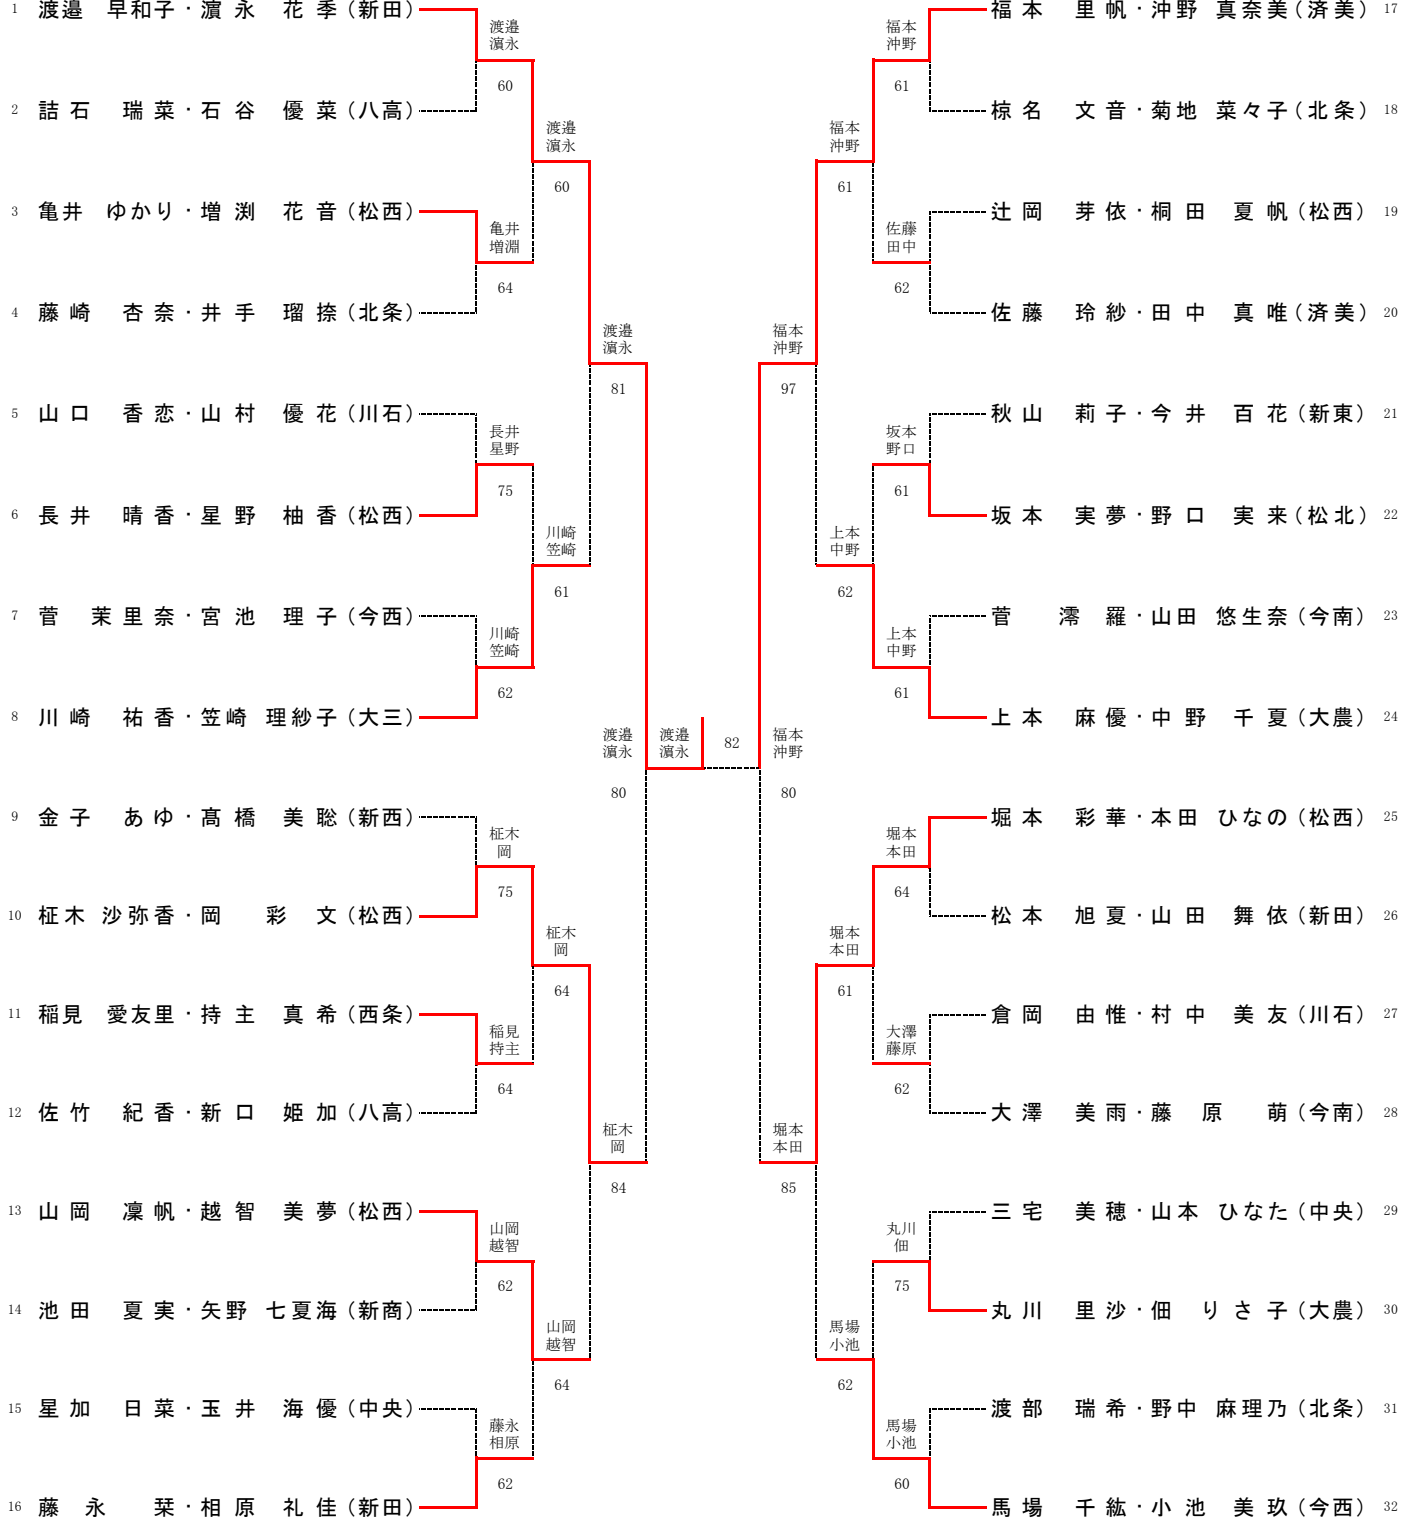 1 渡邉 早和子・濵永 花季（新田）
渡邉
濵永
60
2 詰石 瑞菜・石谷 優菜（八高）
渡邉
濵永
60
3 亀井 ゆかり・増渕 花音（松西）
亀井
増淵
64
4 藤崎 杏奈・井手 瑠捺（北条）
渡邉
濵永
81
5 山口 香恋・山村 優花（川石）
長井
星野
75
6 長井 晴香・星野 柚香（松西）
川崎
笠崎
61
7 菅 茉里奈・宮池 理子（今西）
川崎
笠崎
62
8 川崎 祐香・笠崎 理紗子（大三）
渡邉
濵永
80
渡邉
濵永
82
9 金子 あゆ・髙橋 美聡（新西）
柾木
岡
75
10 柾木 沙弥香・岡 彩文（松西）
柾木
岡
64
11 稲見 愛友里・持主 真希（西条）
稲見
持主
64
12 佐竹 紀香・新口 姫加（八高）
柾木
岡
84
13 山岡 凜帆・越智 美夢（松西）
山岡
越智
62
14 池田 夏実・矢野 七夏海（新商）
山岡
越智
64
15 星加 日菜・玉井 海優（中央）
藤永
相原
62
16 藤永 栞・相原 礼佳（新田）
福本 里帆・沖野 真奈美（済美） 17
福本
沖野
61
椋名 文音・菊地 菜々子（北条） 18
福本
沖野
61
辻岡 芽依・桐田 夏帆（松西） 19
佐藤
田中
62
佐藤 玲紗・田中 真唯（済美） 20
福本
沖野
97
秋山 莉子・今井 百花（新東） 21
坂本
野口
61
坂本 実夢・野口 実来（松北） 22
上本
中野
62
菅 澪羅・山田 悠生奈（今南） 23
上本
中野
61
上本 麻優・中野 千夏（大農） 24
福本
沖野
80
堀本 彩華・本田 ひなの（松西） 25
堀本
本田
64
松本 旭夏・山田 舞依（新田） 26
堀本
本田
61
倉岡 由惟・村中 美友（川石） 27
大澤
藤原
62
大澤 美雨・藤原 萌（今南） 28
堀本
本田
85
三宅 美穂・山本 ひなた（中央） 29
丸川
佃
75
丸川 里沙・佃 りさ子（大農） 30
馬場
小池
62
渡部 瑞希・野中 麻理乃（北条） 31
馬場
小池
60
馬場 千紘・小池 美玖（今西） 32